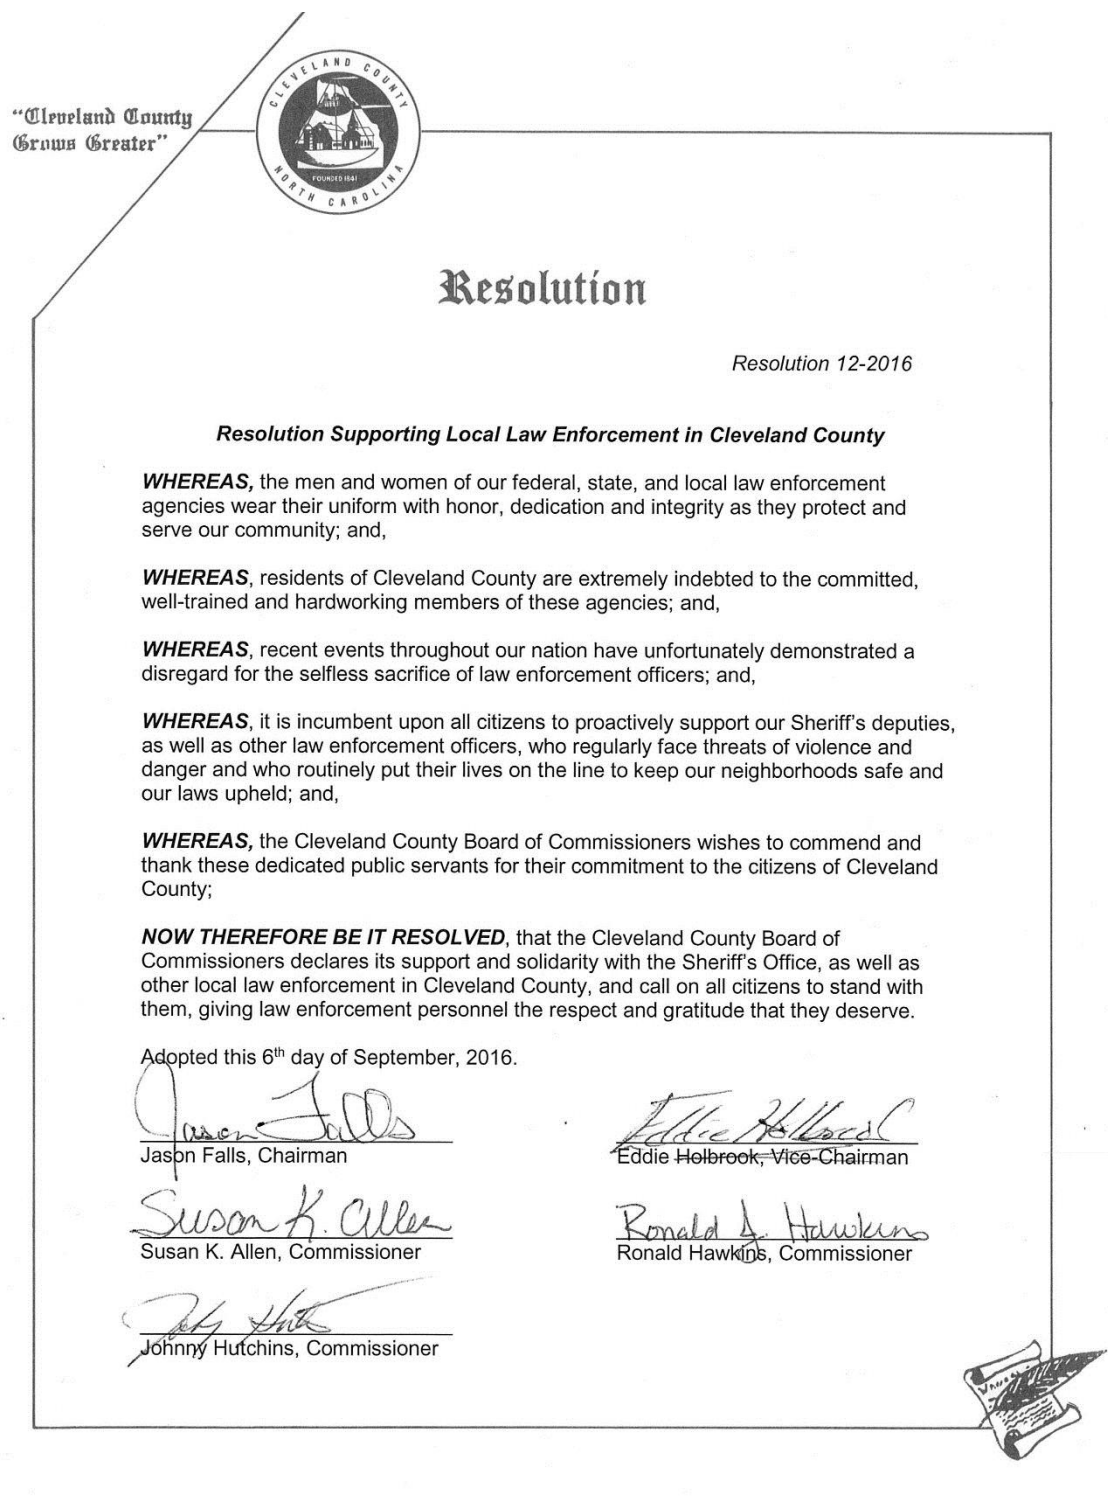 "Cleveland County
Grows Greater"
CLEVELAND COUNTY
FOUNDED 1841
NORTH CAROLINA
Resolution
Resolution 12-2016
Resolution Supporting Local Law Enforcement in Cleveland County
WHEREAS, the men and women of our federal, state, and local law enforcement
agencies wear their uniform with honor, dedication and integrity as they protect and
serve our community; and,
WHEREAS, residents of Cleveland County are extremely indebted to the committed,
well-trained and hardworking members of these agencies; and,
WHEREAS, recent events throughout our nation have unfortunately demonstrated a
disregard for the selfless sacrifice of law enforcement officers; and,
WHEREAS, it is incumbent upon all citizens to proactively support our Sheriff's deputies,
as well as other law enforcement officers, who regularly face threats of violence and
danger and who routinely put their lives on the line to keep our neighborhoods safe and
our laws upheld; and,
WHEREAS, the Cleveland County Board of Commissioners wishes to commend and
thank these dedicated public servants for their commitment to the citizens of Cleveland
County;
NOW THEREFORE BE IT RESOLVED, that the Cleveland County Board of
Commissioners declares its support and solidarity with the Sheriff's Office, as well as
other local law enforcement in Cleveland County, and call on all citizens to stand with
them, giving law enforcement personnel the respect and gratitude that they deserve.
Adopted this 6th day of September, 2016.
Jason Falls
Eddie Holbrook
Jason Falls, Chairman
Eddie Holbrook, Vice-Chairman
Susan K. Allen
Ronald J. Hawkins
Susan K. Allen, Commissioner
Ronald Hawkins, Commissioner
Johnny Hutchins, Commissioner